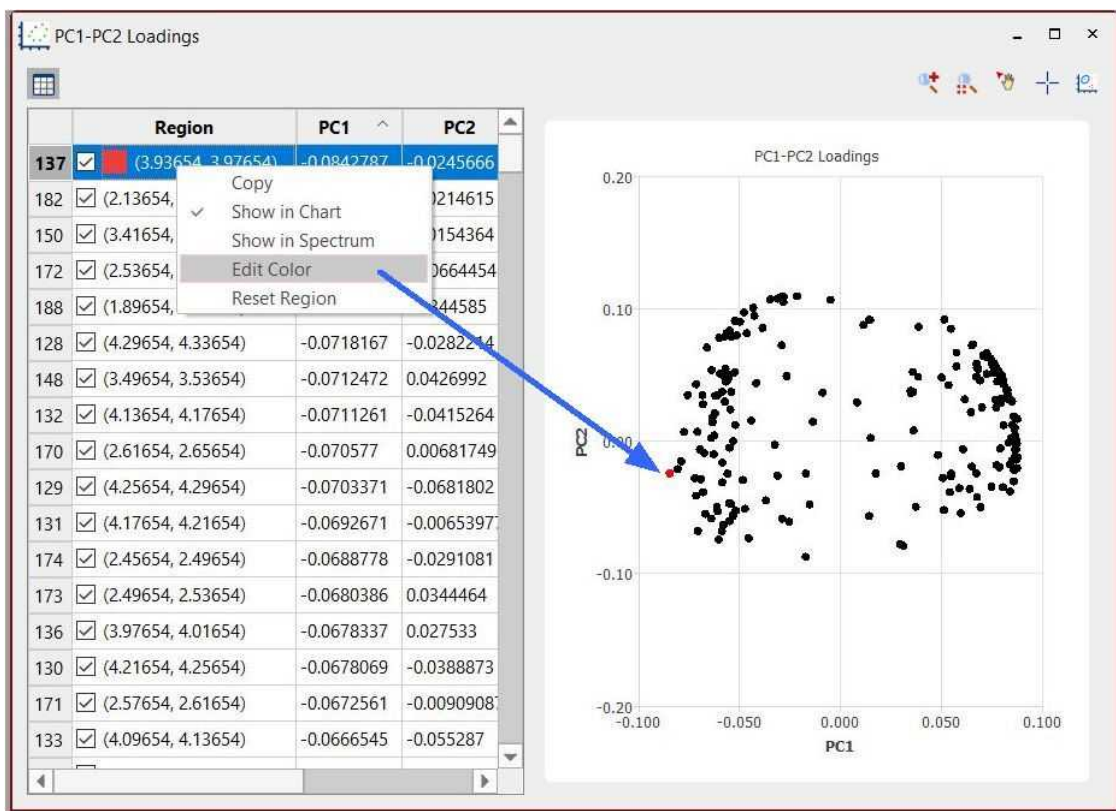 PC1-PC2 Loadings
Region PC1 PC2
137 (3.93654, 3.97654) -0.0842787 -0.0245666
182 (2.13654, 0214615
150 (3.41654, 0154364
172 (2.53654, 0664454
188 (1.89654, 344585
128 (4.29654, 4.33654) -0.0718167 -0.0282214
148 (3.49654, 3.53654) -0.0712472 0.0426992
132 (4.13654, 4.17654) -0.0711261 -0.0415264
170 (2.61654, 2.65654) -0.070577 0.00681749
129 (4.25654, 4.29654) -0.0703371 -0.0681802
131 (4.17654, 4.21654) -0.0692671 -0.00653977
174 (2.45654, 2.49654) -0.0688778 -0.0291081
173 (2.49654, 2.53654) -0.0680386 0.0344464
136 (3.97654, 4.01654) -0.0678337 0.027533
130 (4.21654, 4.25654) -0.0678069 -0.0388873
171 (2.57654, 2.61654) -0.0672561 -0.00909087
133 (4.09654, 4.13654) -0.0666545 -0.055287
Copy
Show in Chart
Show in Spectrum
Edit Color
Reset Region
PC1-PC2 Loadings
0.20
0.10
0.00
-0.10
-0.20
PC2
-0.100 -0.050 0.000 0.050 0.100
PC1